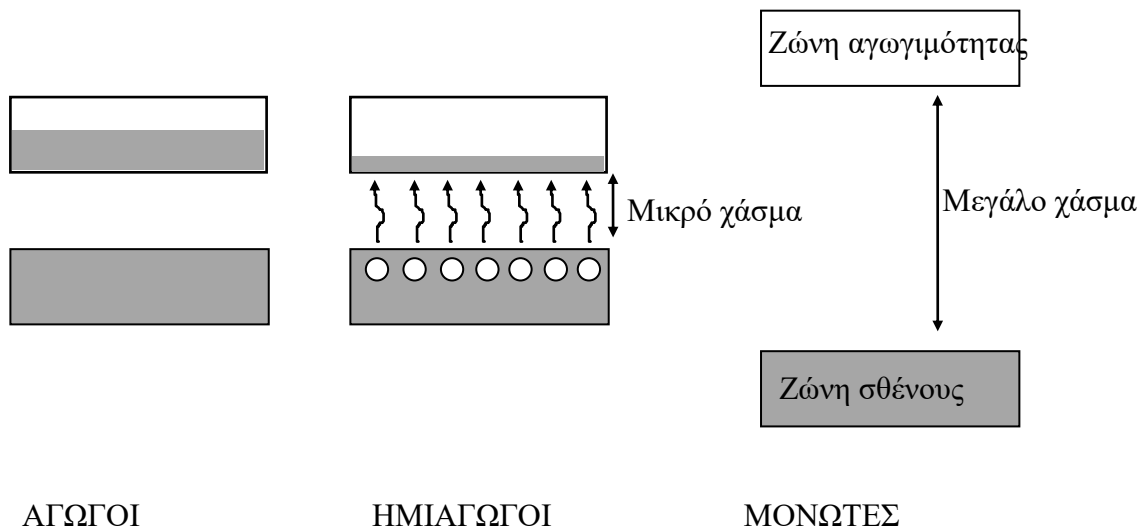 Ζώνη αγωγιμότητας
Μικρό χάσμα
Μεγάλο χάσμα
Ζώνη σθένους
ΑΓΩΓΟΙ
ΗΜΙΑΓΩΓΟΙ
ΜΟΝΩΤΕΣ